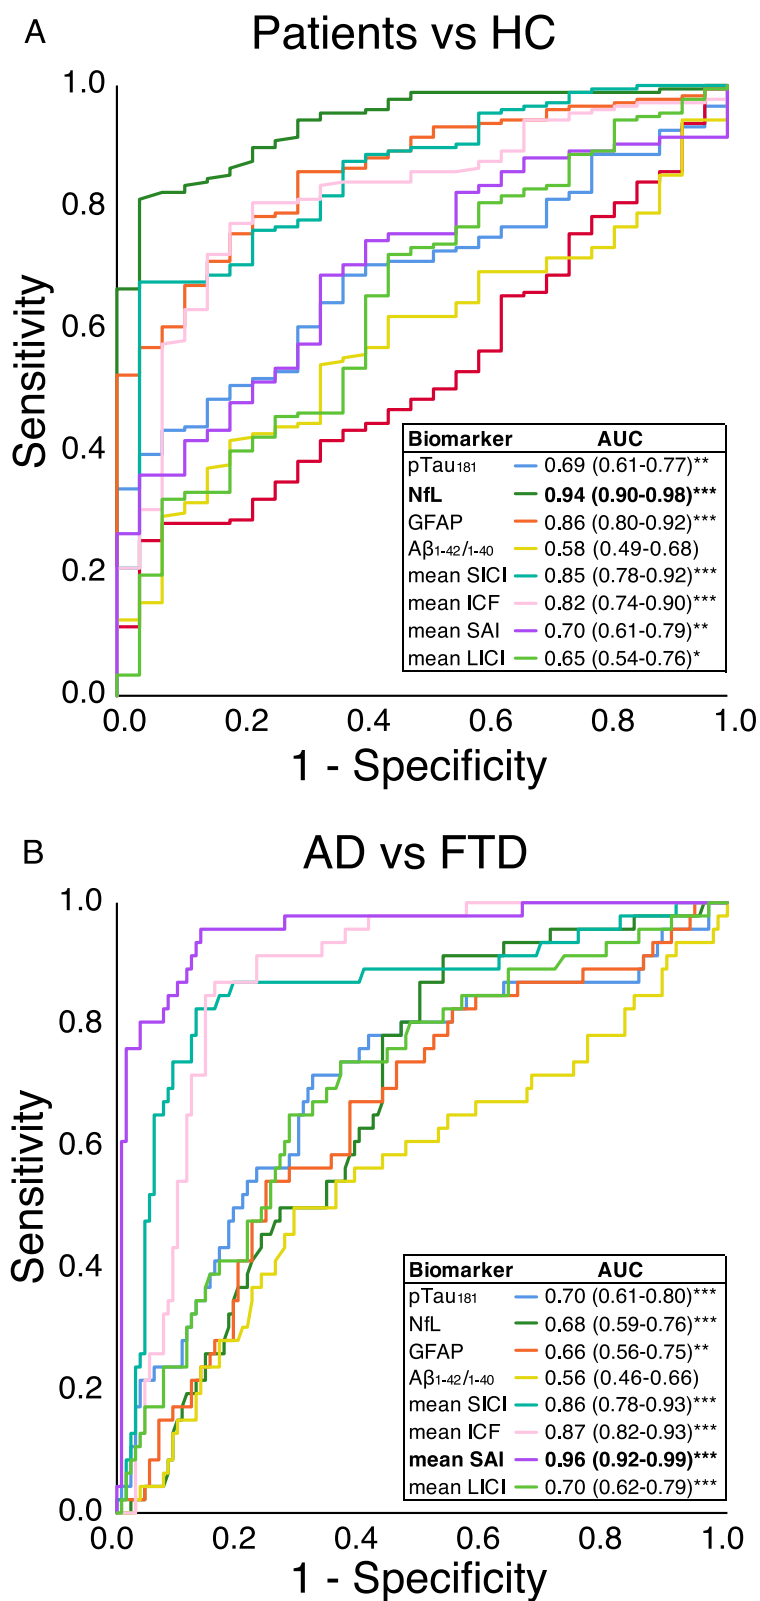 A
Patients vs HC
1.0
0.8
0.6
0.4
0.2
0.0
Sensitivity
Biomarker AUC
pTau181 0.69 (0.61-0.77)**
NfL 0.94 (0.90-0.98)***
GFAP 0.86 (0.80-0.92)***
Aβ1-42/1-40 0.58 (0.49-0.68)
mean SICI 0.85 (0.78-0.92)***
mean ICF 0.82 (0.74-0.90)***
mean SAI 0.70 (0.61-0.79)**
mean LICI 0.65 (0.54-0.76)*
0.0 0.2 0.4 0.6 0.8 1.0
1 - Specificity
B
AD vs FTD
1.0
0.8
0.6
0.4
0.2
0.0
Sensitivity
Biomarker AUC
pTau181 0.70 (0.61-0.80)***
NfL 0.68 (0.59-0.76)***
GFAP 0.66 (0.56-0.75)**
Aβ1-42/1-40 0.56 (0.46-0.66)
mean SICI 0.86 (0.78-0.93)***
mean ICF 0.87 (0.82-0.93)***
mean SAI 0.96 (0.92-0.99)***
mean LICI 0.70 (0.62-0.79)***
0.0 0.2 0.4 0.6 0.8 1.0
1 - Specificity